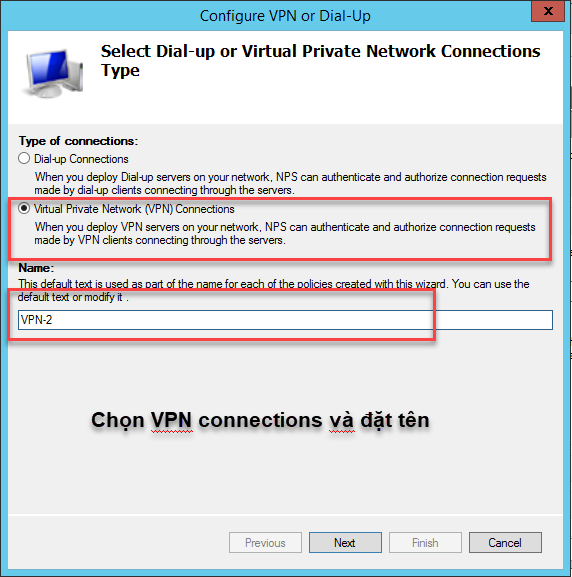 Configure VPN or Dial-Up
x
Select Dial-up or Virtual Private Network Connections
Type
Type of connections:
Dial-up Connections
When you deploy Dial-up servers on your network, NPS can authenticate and authorize connection requests
made by dial-up clients connecting through the servers.
Virtual Private Network (VPN) Connections
When you deploy VPN servers on your network, NPS can authenticate and authorize connection requests
made by VPN clients connecting through the servers.
Name:
This default text is used as part of the name for each of the policies created with this wizard. You can use the
default text or modify it .
VPN-2
Chọn VPN connections và đặt tên
Previous Next Finish Cancel